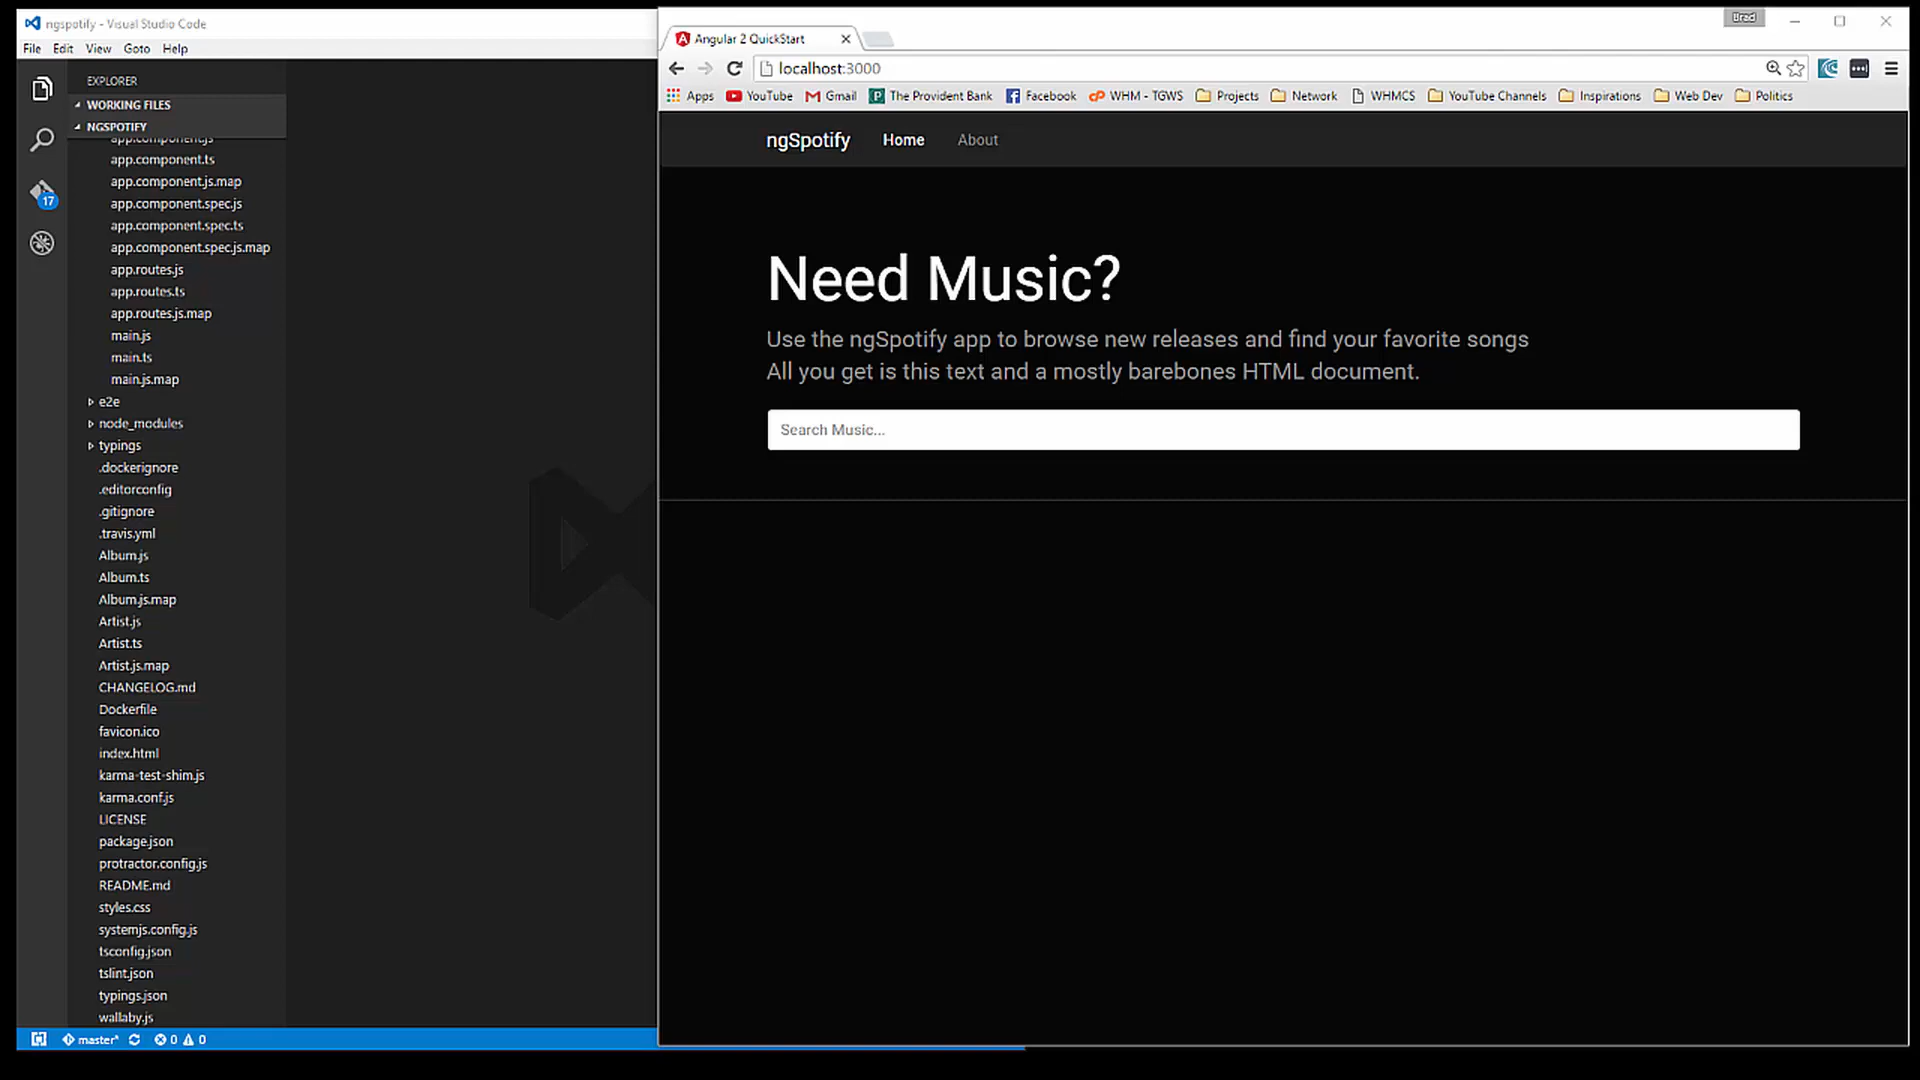 ngspotify - Visual Studio Code
File Edit View Goto Help
EXPLORER
WORKING FILES
NGSPOTIFY
app.component.js
app.component.ts
app.component.js.map
app.component.spec.js
app.component.spec.ts
app.component.spec.js.map
app.routes.js
app.routes.ts
app.routes.js.map
main.js
main.ts
main.js.map
e2e
node_modules
typings
.dockerignore
.editorconfig
.gitignore
.travis.yml
Album.js
Album.ts
Album.js.map
Artist.js
Artist.ts
Artist.js.map
CHANGELOG.md
Dockerfile
favicon.ico
index.html
karma-test-shim.js
karma.conf.js
LICENSE
package.json
protractor.config.js
README.md
styles.css
systemjs.config.js
tsconfig.json
tslint.json
typings.json
wallaby.js
17
master* 0 0
Brad
Angular 2 QuickStart
localhost:3000
Apps YouTube Gmail The Provident Bank Facebook WHM - TGWS Projects Network WHMCS YouTube Channels Inspirations Web Dev Politics
ngSpotify Home About
Need Music?
Use the ngSpotify app to browse new releases and find your favorite songs
All you get is this text and a mostly barebones HTML document.
Search Music...